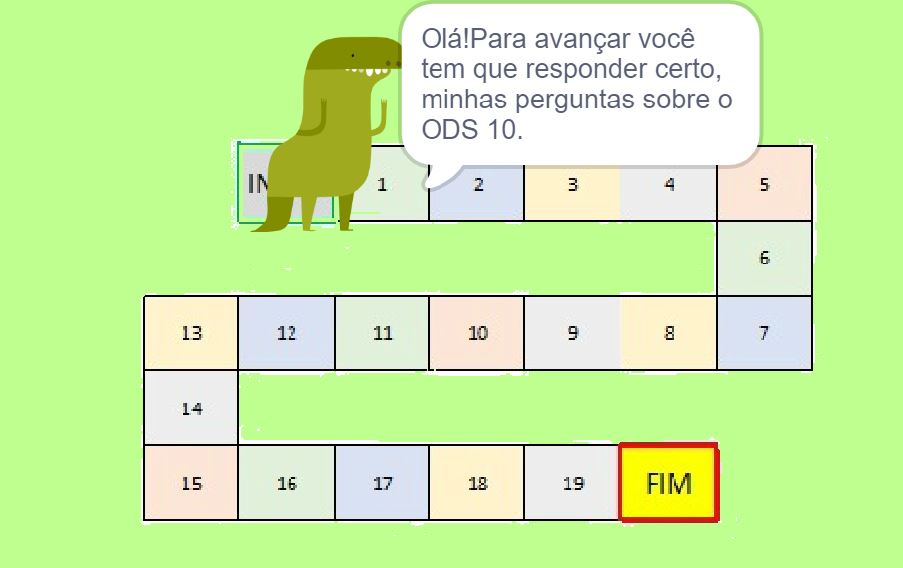 Olá!Para avançar você
tem que responder certo,
minhas perguntas sobre o
ODS 10.
1 2 3 4 5
6
13 12 11 10 9 8 7
14
15 16 17 18 19 FIM